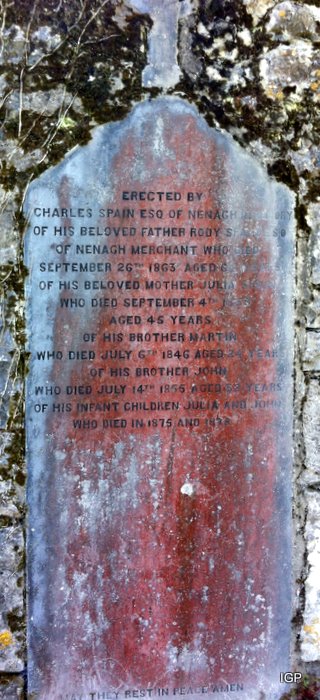 ERECTED BY
CHARLES SPAIN ESQ OF NENAGH
OF HIS BELOVED FATHER RODY
OF NENAGH MERCHANT WHO DIED
SEPTEMBER 26TH 1863 AGED
OF HIS BELOVED MOTHER JULIA
WHO DIED SEPTEMBER 4TH
AGED 45 YEARS
OF HIS BROTHER MARTIN
WHO DIED JULY 6TH 1846 AGED YEARS
OF HIS BROTHER JOHN
WHO DIED JULY 14TH 1856 AGED YEARS
OF HIS INFANT CHILDREN JULIA AND JOHN
WHO DIED IN 1875 AND
MAY THEY REST IN PEACE AMEN
IGP